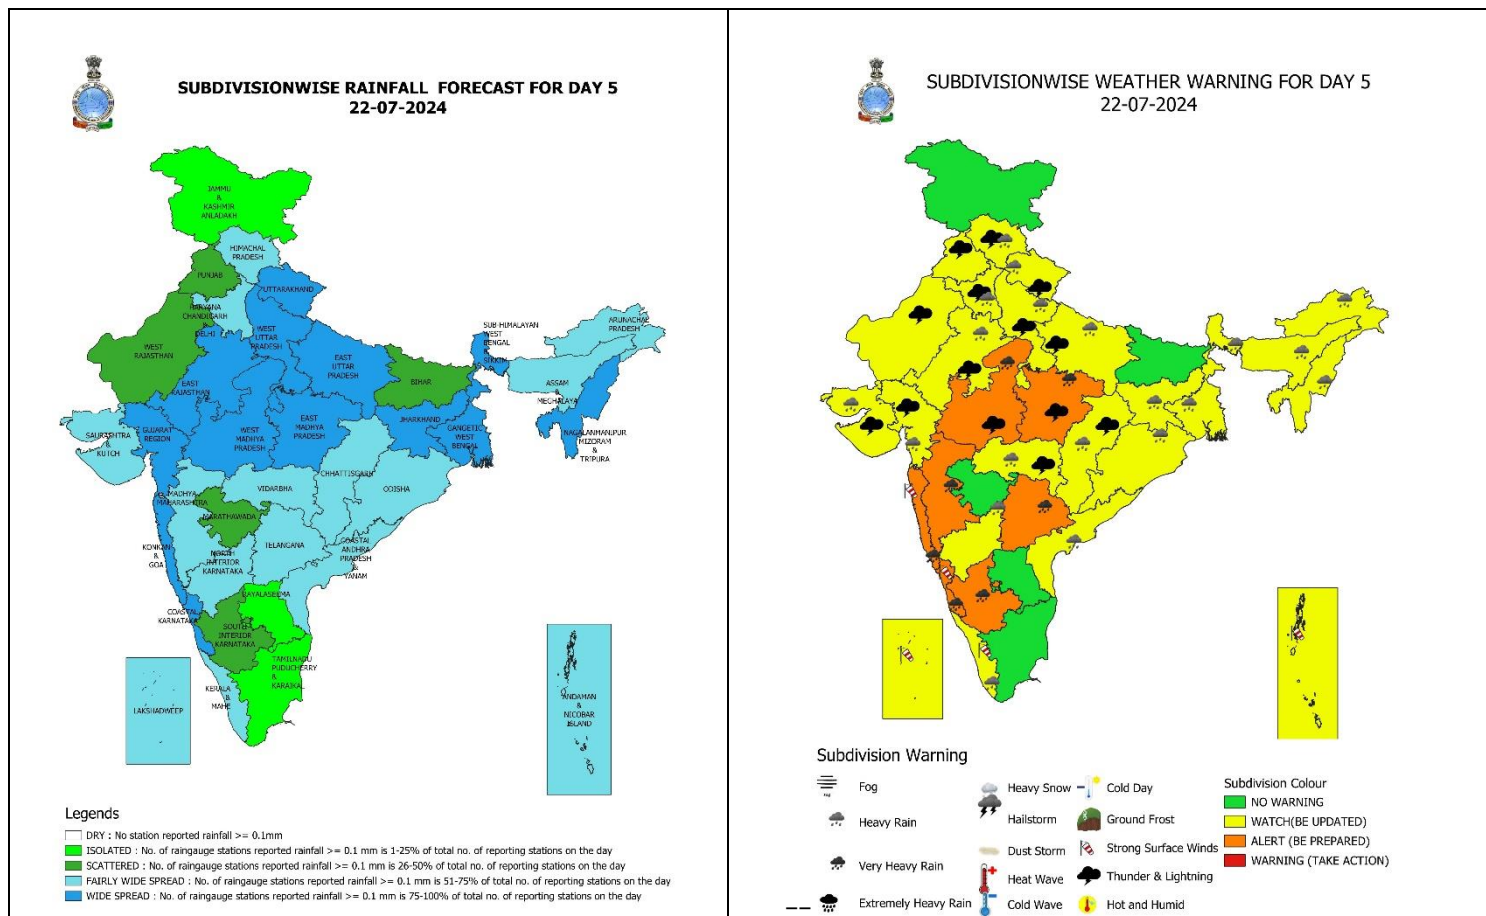 SUBDIVISIONWISE RAINFALL FORECAST FOR DAY 5
22-07-2024
JAMMU
&
KASHMIR
ANLADAKH
HIMACHAL
PRADESH
PUNJAB
UTTARAKHAND
HARYANA
CHANDIGARH
&
DELHI
WEST
UTTAR
PRADESH
SUB-HIMALAYAN
WEST
BENGAL
&
SIKKIM
ARUNACHAL
PRADESH
WEST
RAJASTHAN
EAST
UTTAR
PRADESH
BIHAR
EAST
RAJASTHAN
ASSAM
&
MEGHALAYA
JHARKHAND
GANGETIC
WEST
BENGAL
NAGALANMANIPUR
MIZORAM
&
TRIPURA
SAURASHTRA
&
KUTCH
GUJARAT
REGION
WEST
MADHYA
PRADESH
EAST
MADHYA
PRADESH
CHHATTISGARH
MADHYA
MAHARASHTRA
VIDARBHA
ODISHA
MARATHAWADA
KONKAN
&
GOA
NORTH
INTERIOR
KARNATAKA
TELANGANA
COASTAL
ANDHRA
PRADESH
&
YANAM
RAYALASEEMA
COASTAL
KARNATAKA
SOUTH
INTERIOR
KARNATAKA
TAMILNADU
PUDUCHERRY
&
KARAIKAL
KERALA
&
MAHE
LAKSHADWEEP
ANDAMAN
&
NICOBAR
ISLAND
Legends
DRY : No station reported rainfall >= 0.1mm
ISOLATED : No. of raingauge stations reported rainfall >= 0.1 mm is 1-25% of total no. of reporting stations on the day
SCATTERED : No. of raingauge stations reported rainfall >= 0.1 mm is 26-50% of total no. of reporting stations on the day
FAIRLY WIDE SPREAD : No. of raingauge stations reported rainfall >= 0.1 mm is 51-75% of total no. of reporting stations on the day
WIDE SPREAD : No. of raingauge stations reported rainfall >= 0.1 mm is 75-100% of total no. of reporting stations on the day
SUBDIVISIONWISE WEATHER WARNING FOR DAY 5
22-07-2024
Subdivision Warning
Fog
Heavy Rain
Very Heavy Rain
Extremely Heavy Rain
Heavy Snow
Hailstorm
Dust Storm
Heat Wave
Cold Wave
Cold Day
Ground Frost
Strong Surface Winds
Thunder & Lightning
Hot and Humid
Subdivision Colour
NO WARNING
WATCH(BE UPDATED)
ALERT (BE PREPARED)
WARNING (TAKE ACTION)